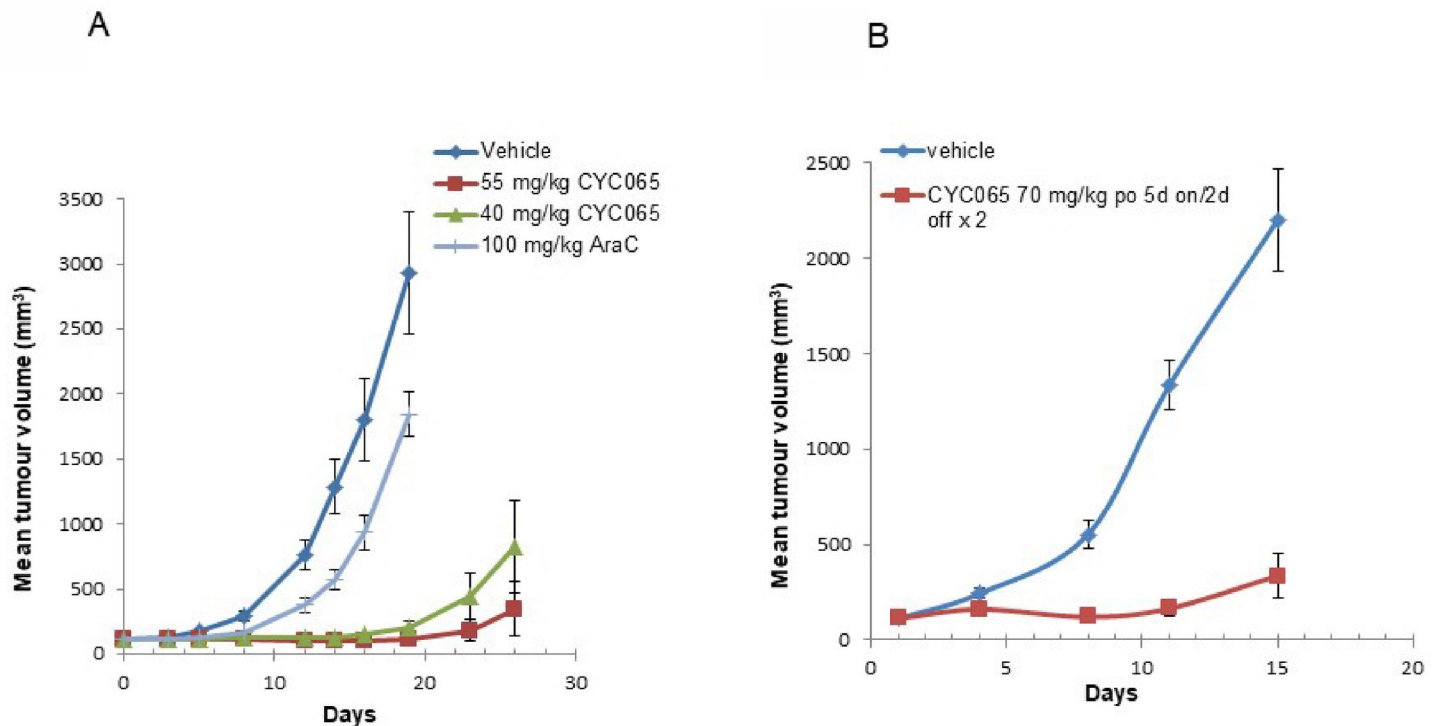 A
Vehicle
55 mg/kg CYC065
40 mg/kg CYC065
100 mg/kg AraC
3500
3000
2500
2000
1500
1000
500
0
Mean tumour volume (mm³)
0
10
20
30
Days
B
vehicle
CYC065 70 mg/kg po 5d on/2d
off x 2
2500
2000
1500
1000
500
0
Mean tumour volume (mm³)
0
5
10
15
20
Days